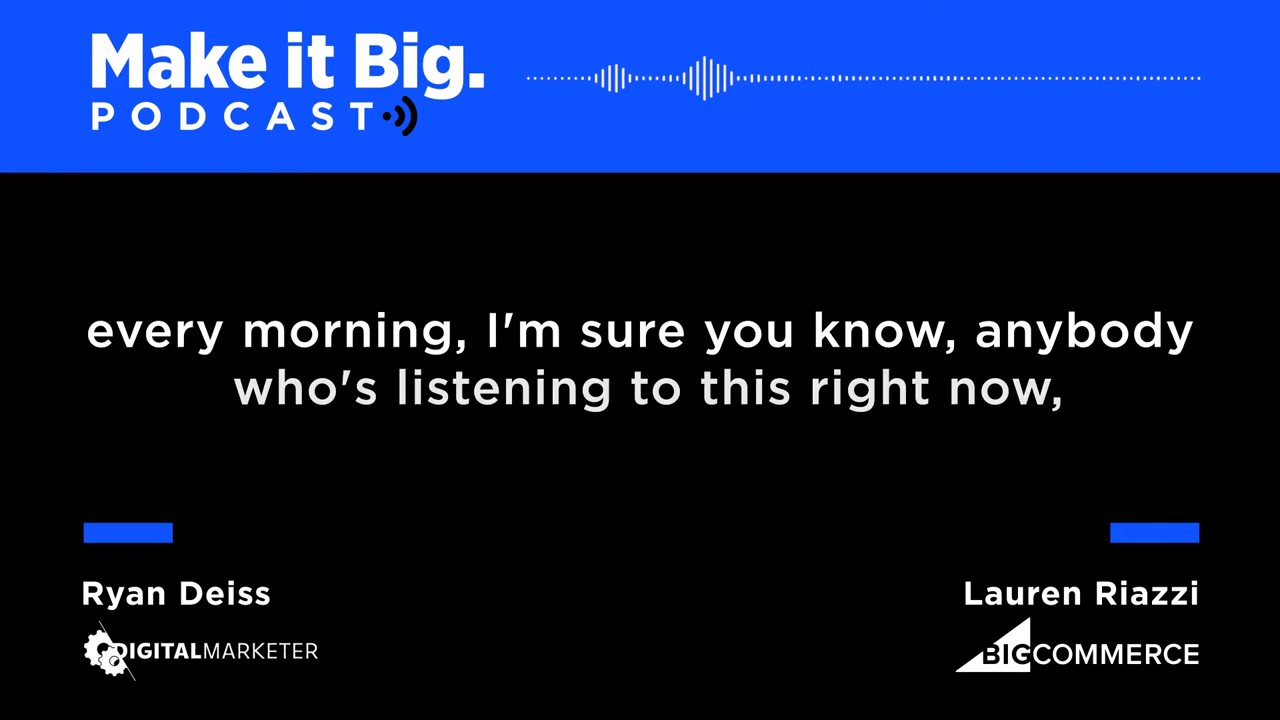 Make it Big.
PODCAST
every morning, I'm sure you know, anybody
who's listening to this right now,
Ryan Deiss
DIGITALMARKETER
Lauren Riazzi
BIGCOMMERCE